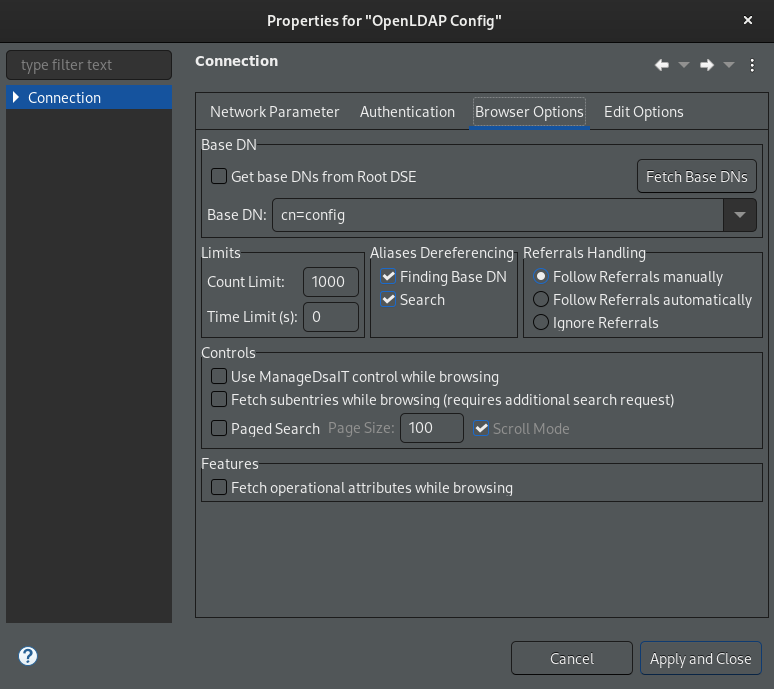 Properties for "OpenLDAP Config"
type filter text
Connection
Connection
Network Parameter Authentication Browser Options Edit Options
Base DN
Get base DNs from Root DSE Fetch Base DNs
Base DN: cn=config
Limits Aliases Dereferencing Referrals Handling
Count Limit: 1000 Finding Base DN Follow Referrals manually
Search Follow Referrals automatically
Time Limit (s): 0 Ignore Referrals
Controls
Use ManageDsaIT control while browsing
Fetch subentries while browsing (requires additional search request)
Paged Search Page Size: 100 Scroll Mode
Features
Fetch operational attributes while browsing
? Cancel Apply and Close